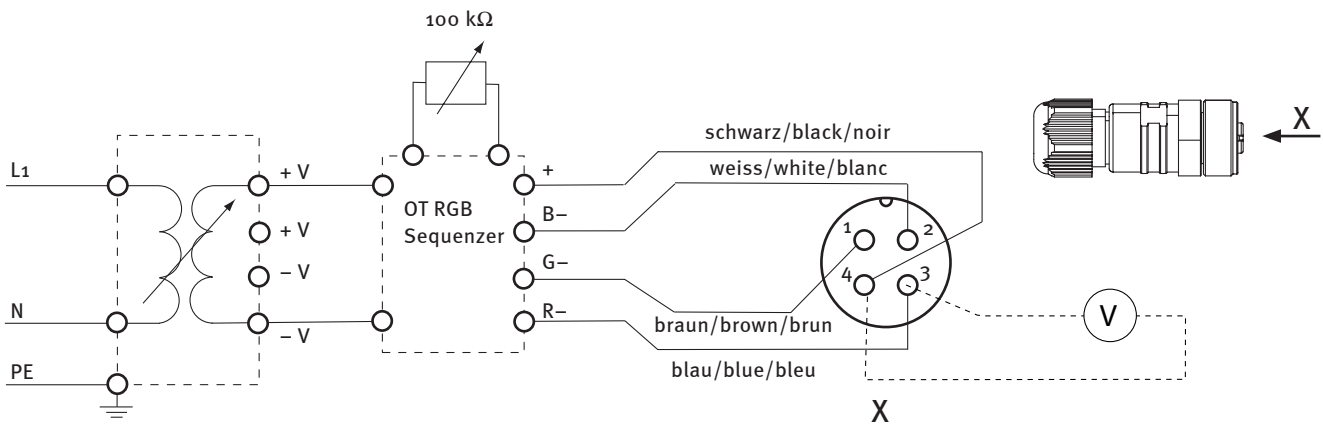 100 kΩ
L1
N
PE
+ V
+ V
– V
– V
OT RGB
Sequenzer
+
B–
G–
R–
schwarz/black/noir
weiss/white/blanc
braun/brown/brun
blau/blue/bleu
1
2
4
3
V
X
X